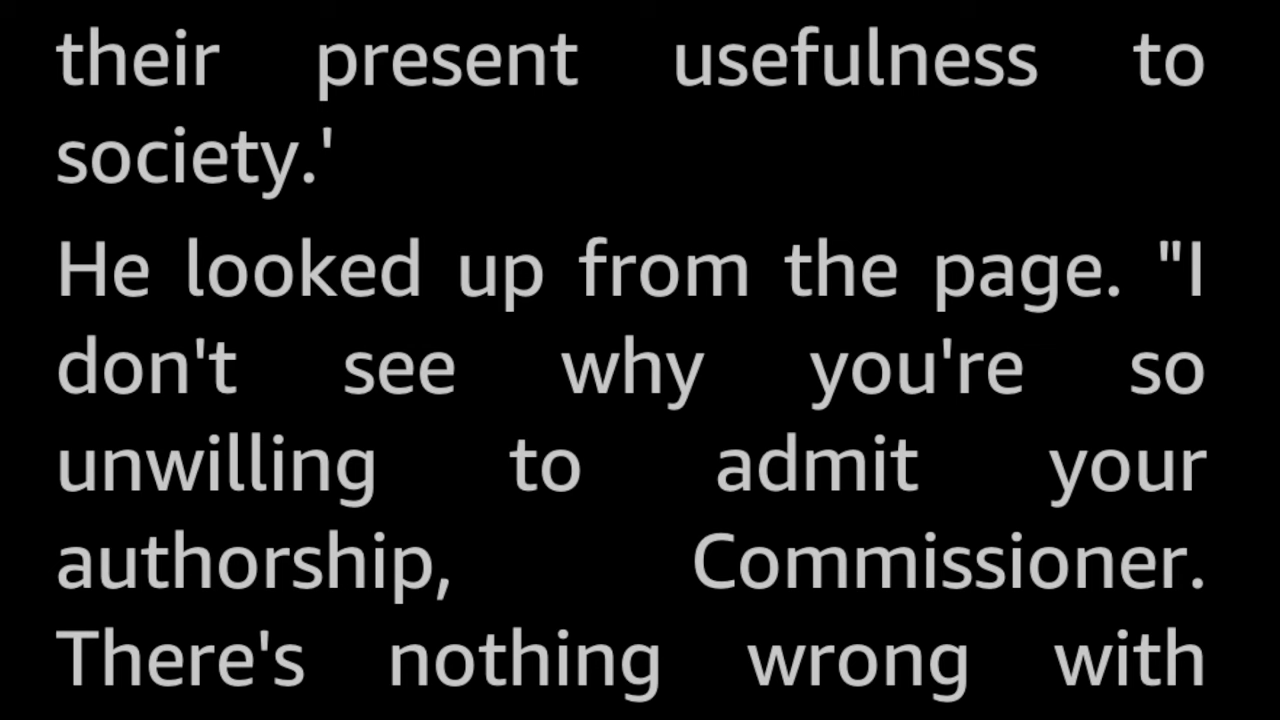 their present usefulness to
society.'
He looked up from the page. "I
don't see why you're so
unwilling to admit your
authorship, Commissioner.
There's nothing wrong with